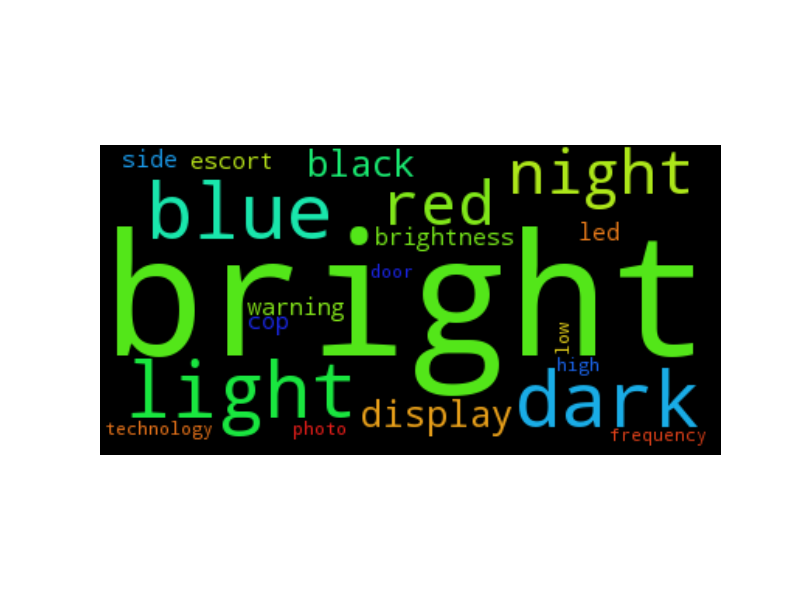 side escort black night
blue red
brightness led
bright
door
warning
cop
low
high
light dark
display
technology photo frequency